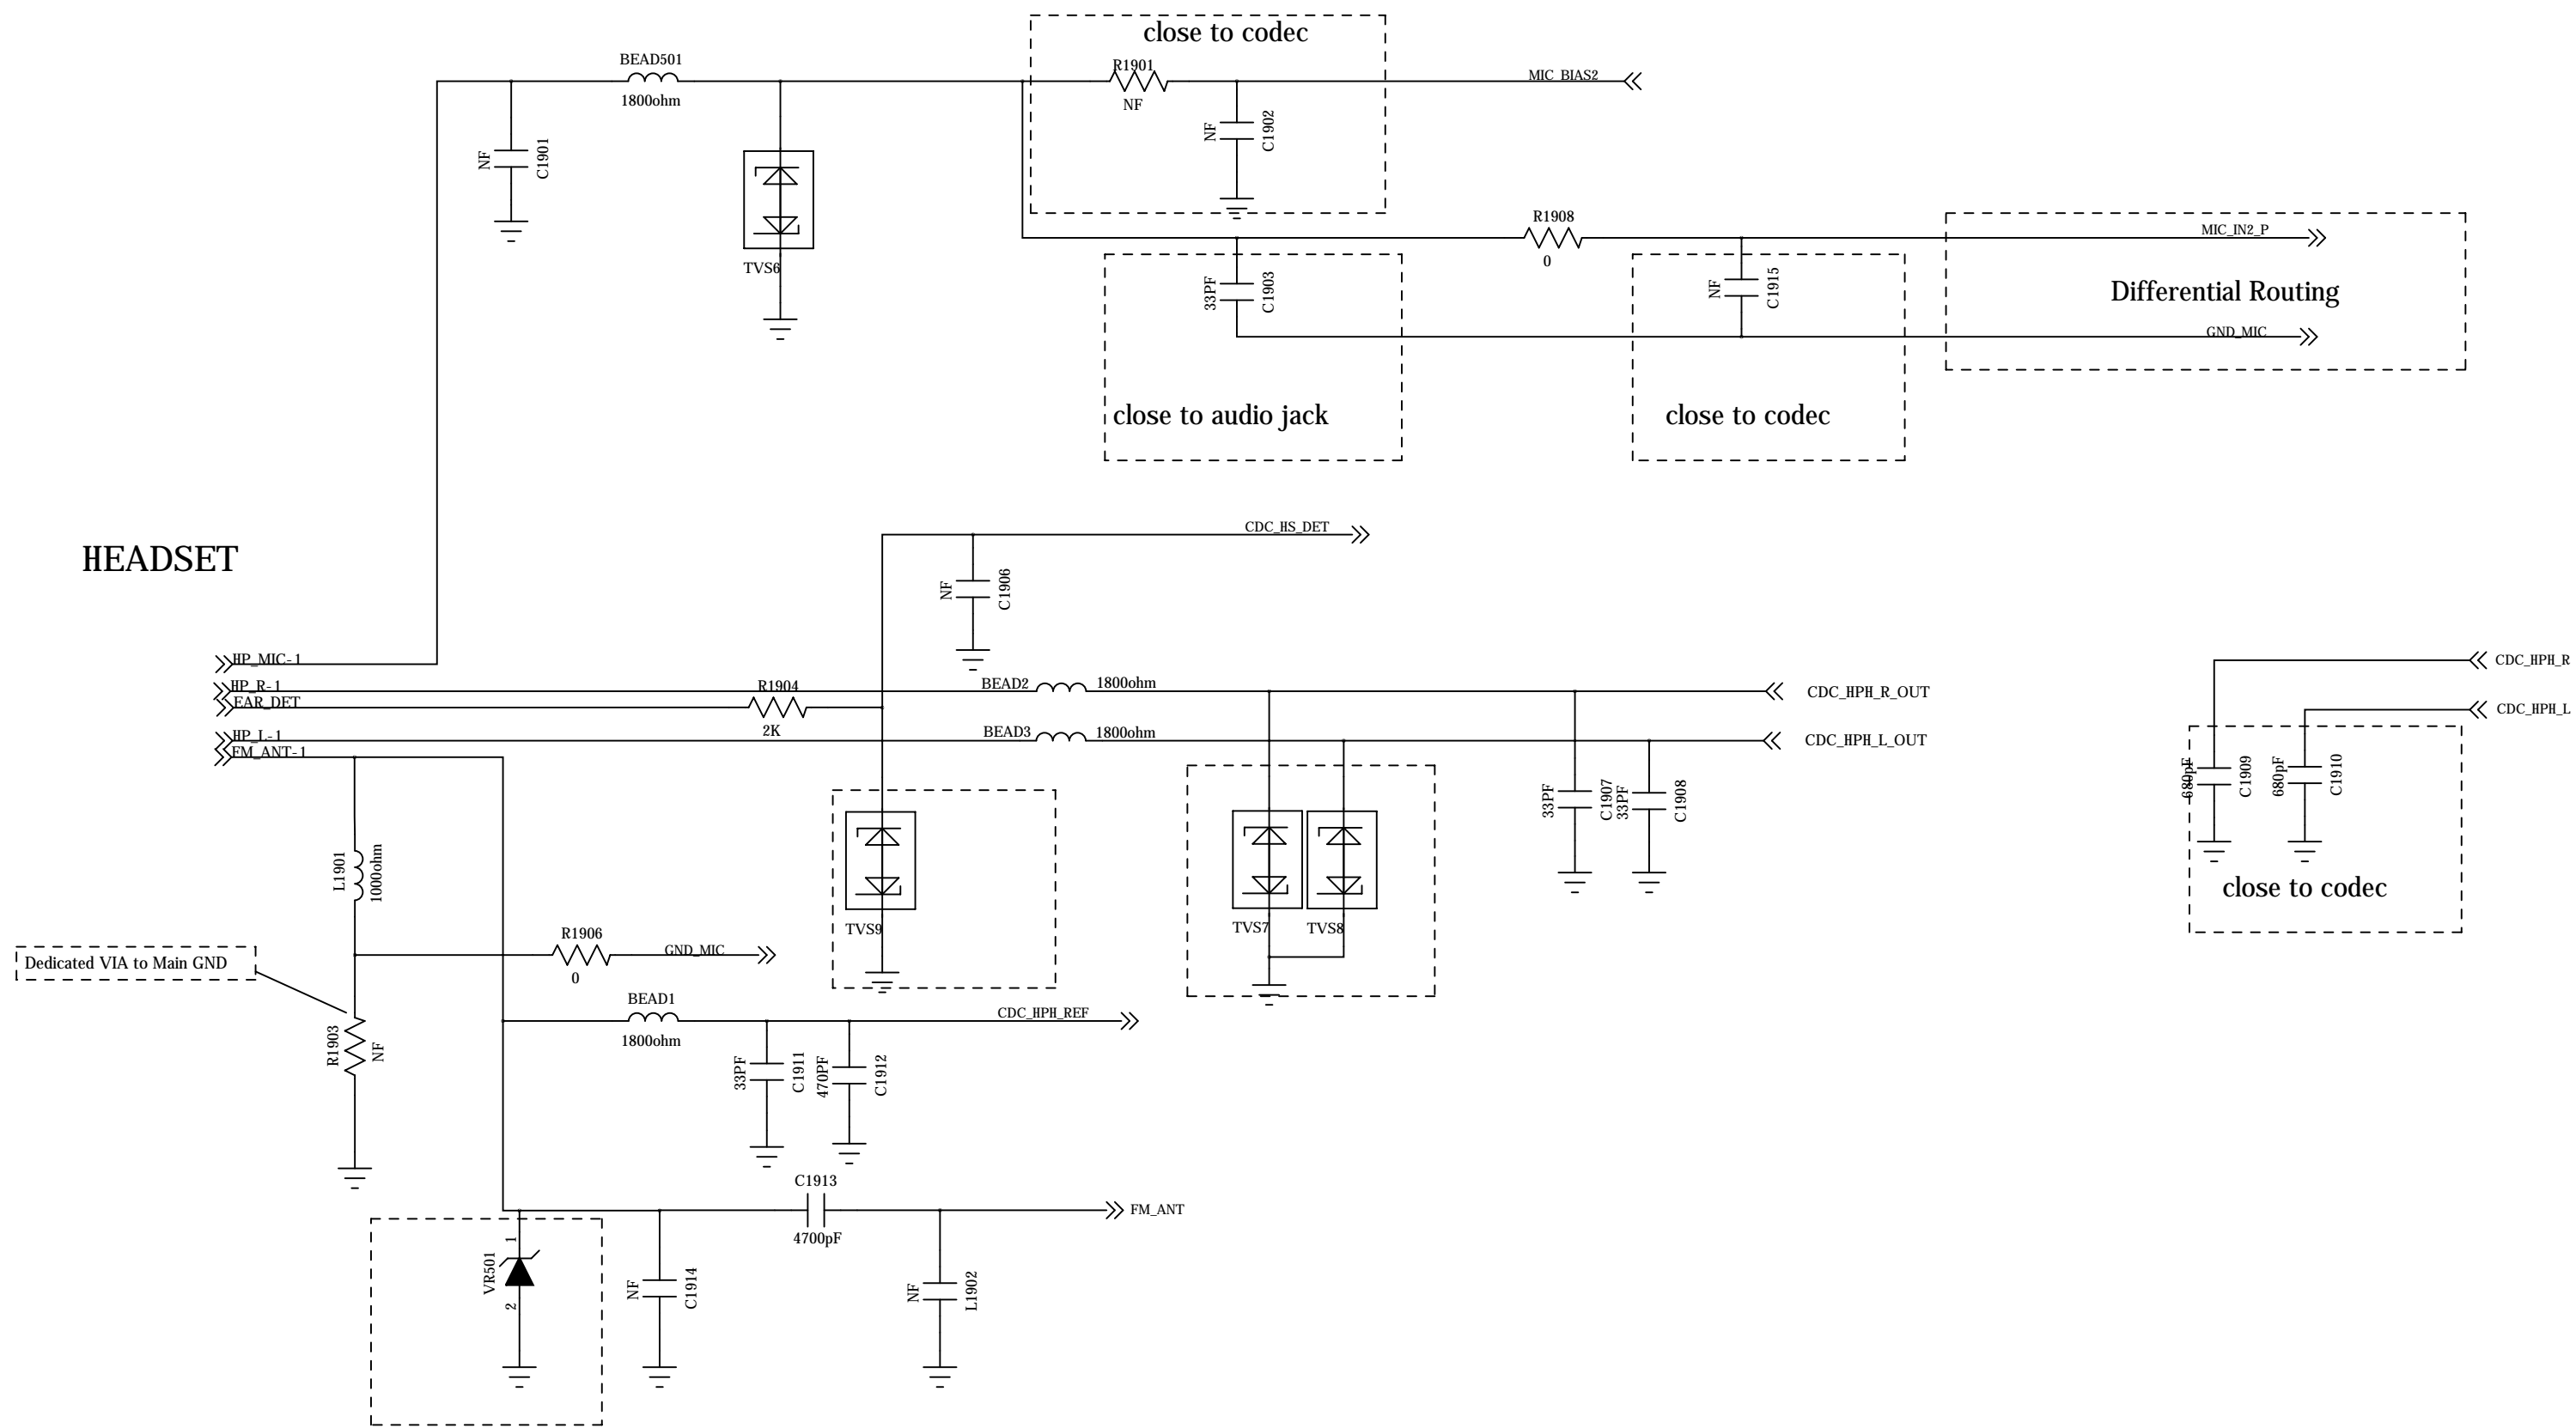 close to codec
BEAD501
1800ohm
R1901
NF
MIC_BIAS2
NF
C1901
NF
C1902
TVS6
R1908
0
MIC_IN2_P
33PF
C1903
NF
C1915
Differential Routing
GND_MIC
close to audio jack
close to codec
HEADSET
CDC_HS_DET
NF
C1906
HP_MIC-1
HP_R-1
EAR_DET
HP_L-1
FM_ANT-1
R1904
2K
BEAD2
1800ohm
BEAD3
1800ohm
CDC_HPH_R_OUT
CDC_HPH_L_OUT
CDC_HPH_R
CDC_HPH_L
680pF
C1909
680pF
C1910
close to codec
33PF
C1907
33PF
C1908
TVS9
TVS7
TVS8
L1901
1000ohm
Dedicated VIA to Main GND
R1906
0
GND_MIC
R1903
NF
BEAD1
1800ohm
CDC_HPH_REF
33PF
C1911
470PF
C1912
C1913
4700pF
FM_ANT
1
VR501
2
NF
C1914
NF
L1902